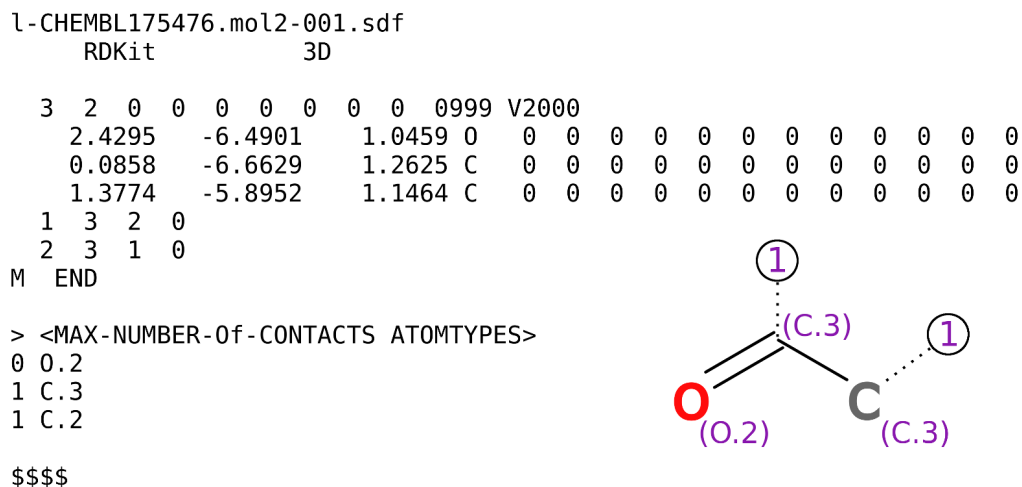 l-CHEMBL175476.mol2-001.sdf
     RDKit          3D

  3  2  0  0  0  0  0  0  0  0999 V2000
    2.4295   -6.4901    1.0459 O   0  0  0  0  0  0  0  0  0  0  0  0
    0.0858   -6.6629    1.2625 C   0  0  0  0  0  0  0  0  0  0  0  0
    1.3774   -5.8952    1.1464 C   0  0  0  0  0  0  0  0  0  0  0  0
  1  3  2  0
  2  3  1  0
M  END

> <MAX-NUMBER-Of-CONTACTS ATOMTYPES>
0 O.2
1 C.3
1 C.2

$$$$
1
(C.3)
1
O
(O.2)
C
(C.3)